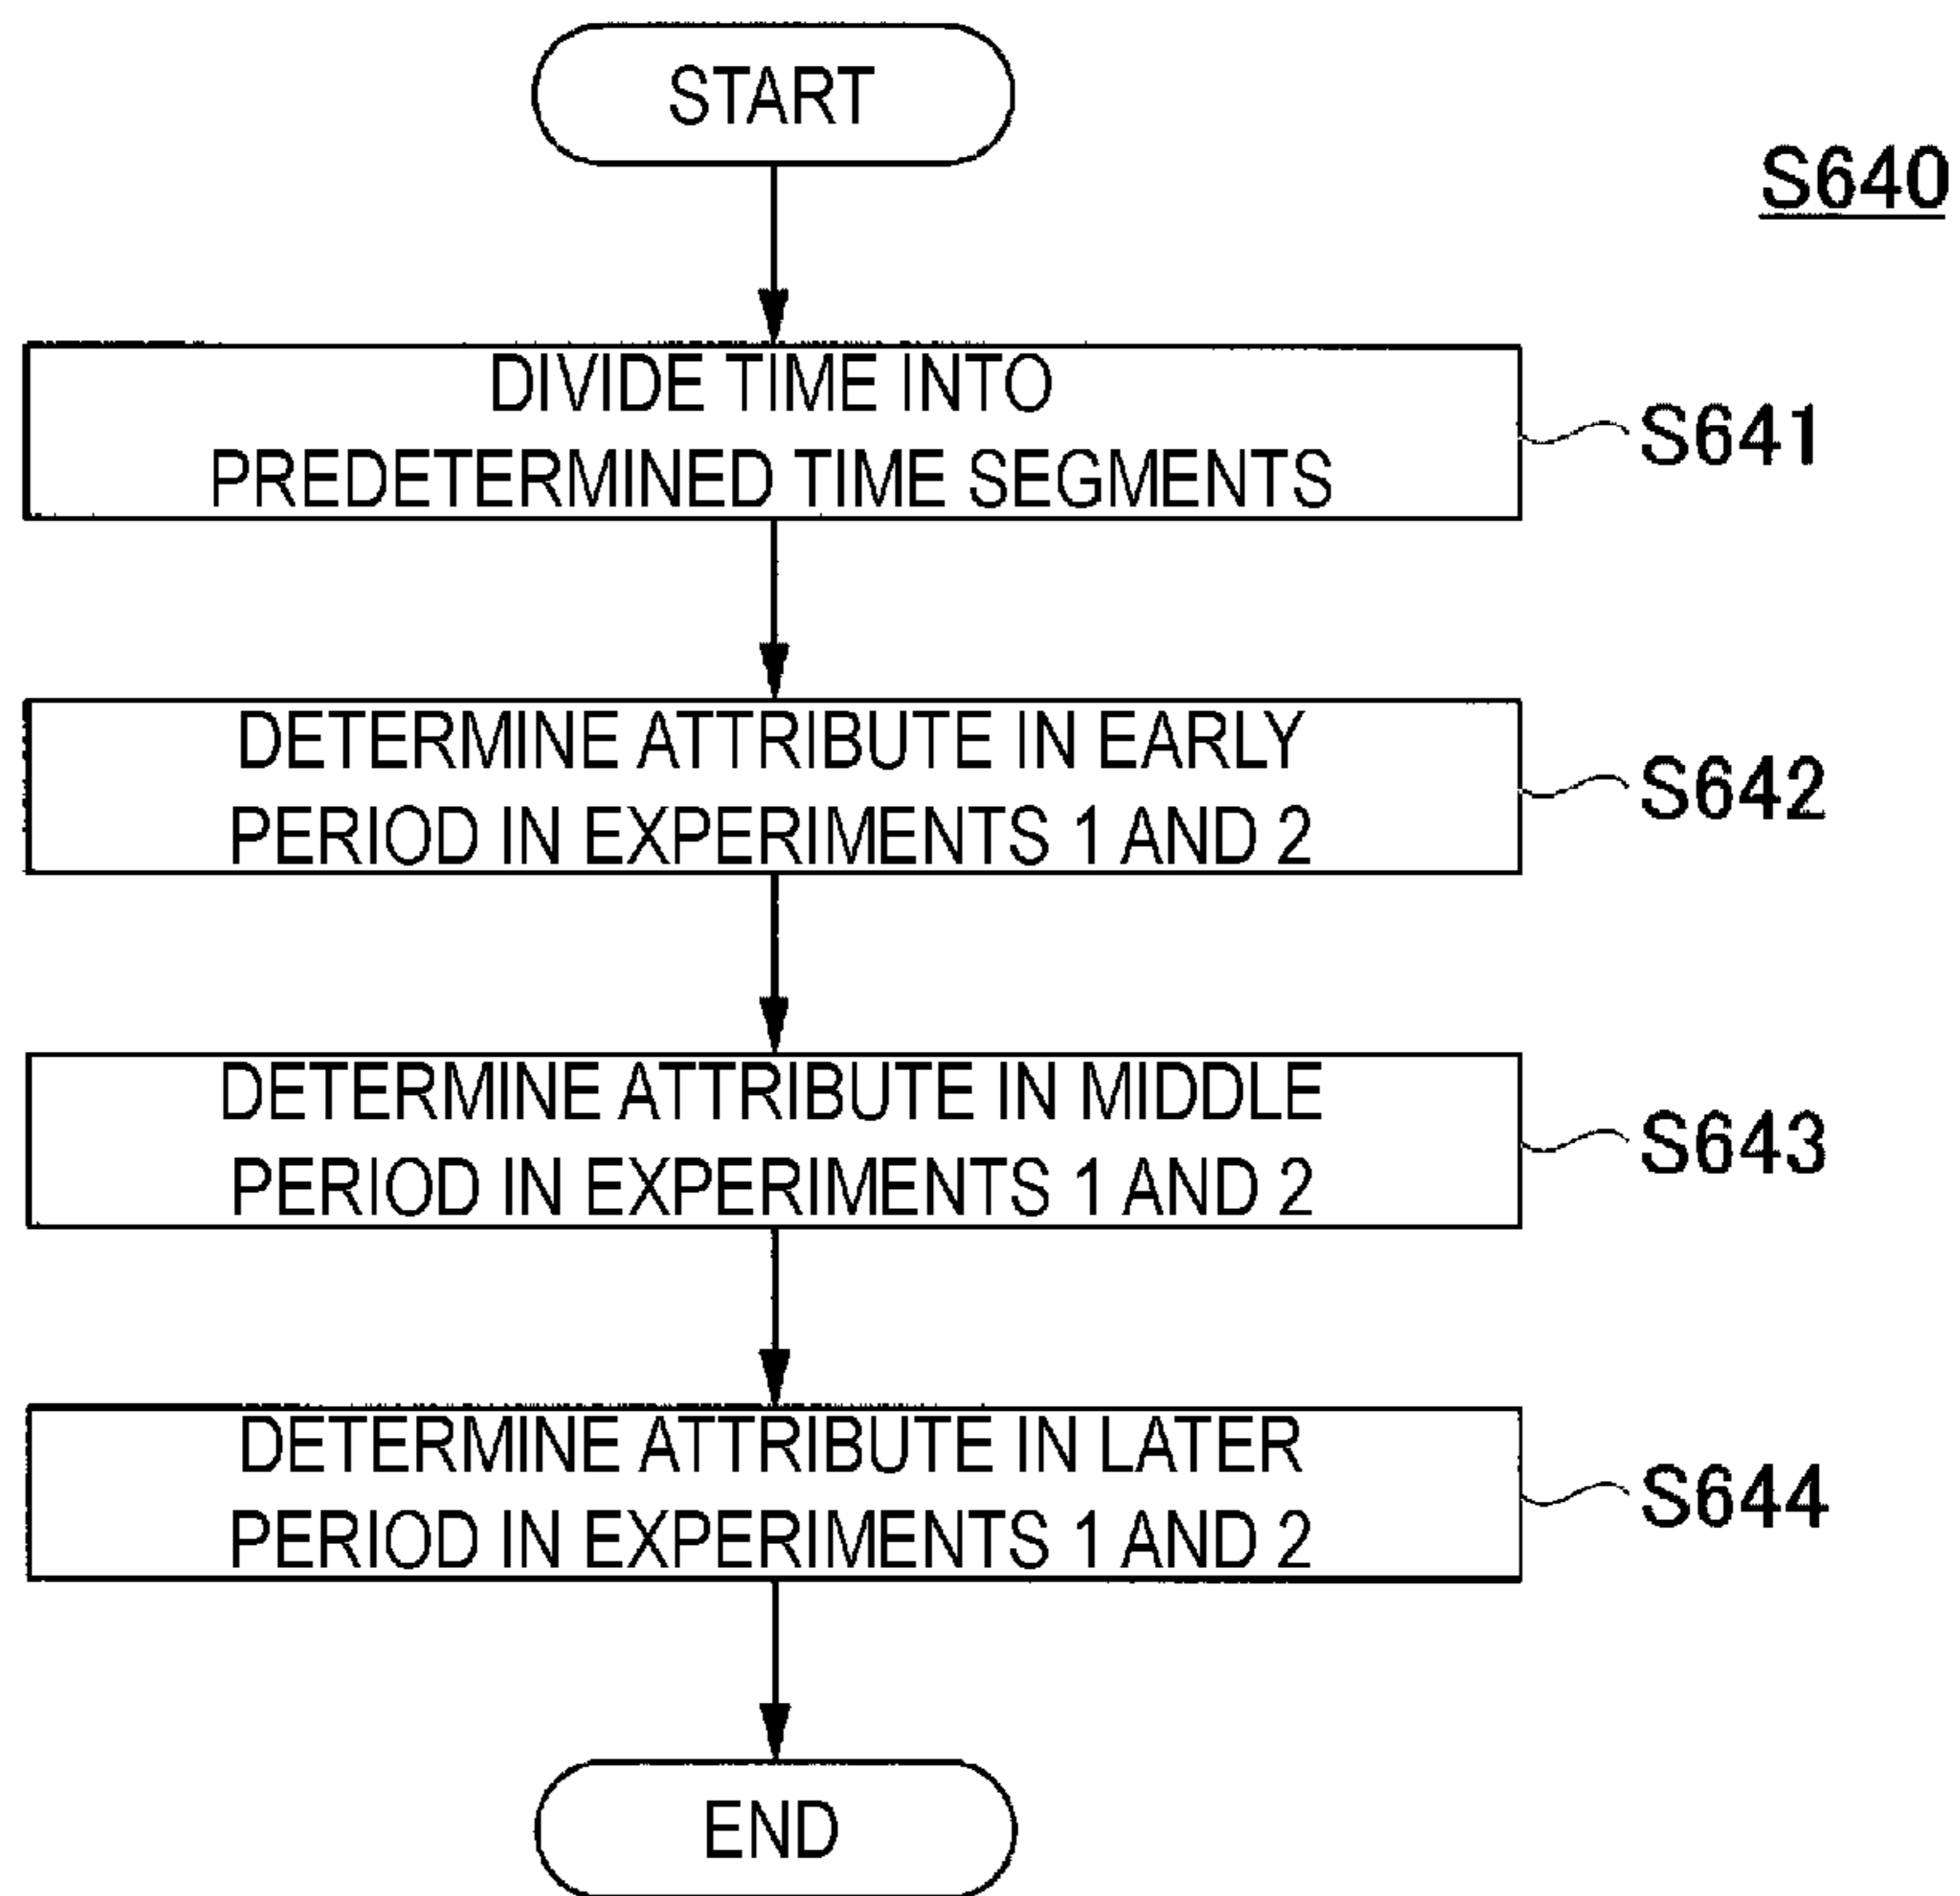 START
S640
DIVIDE TIME INTO
PREDETERMINED TIME SEGMENTS
S641
DETERMINE ATTRIBUTE IN EARLY
PERIOD IN EXPERIMENTS 1 AND 2
S642
DETERMINE ATTRIBUTE IN MIDDLE
PERIOD IN EXPERIMENTS 1 AND 2
S643
DETERMINE ATTRIBUTE IN LATER
PERIOD IN EXPERIMENTS 1 AND 2
S644
END